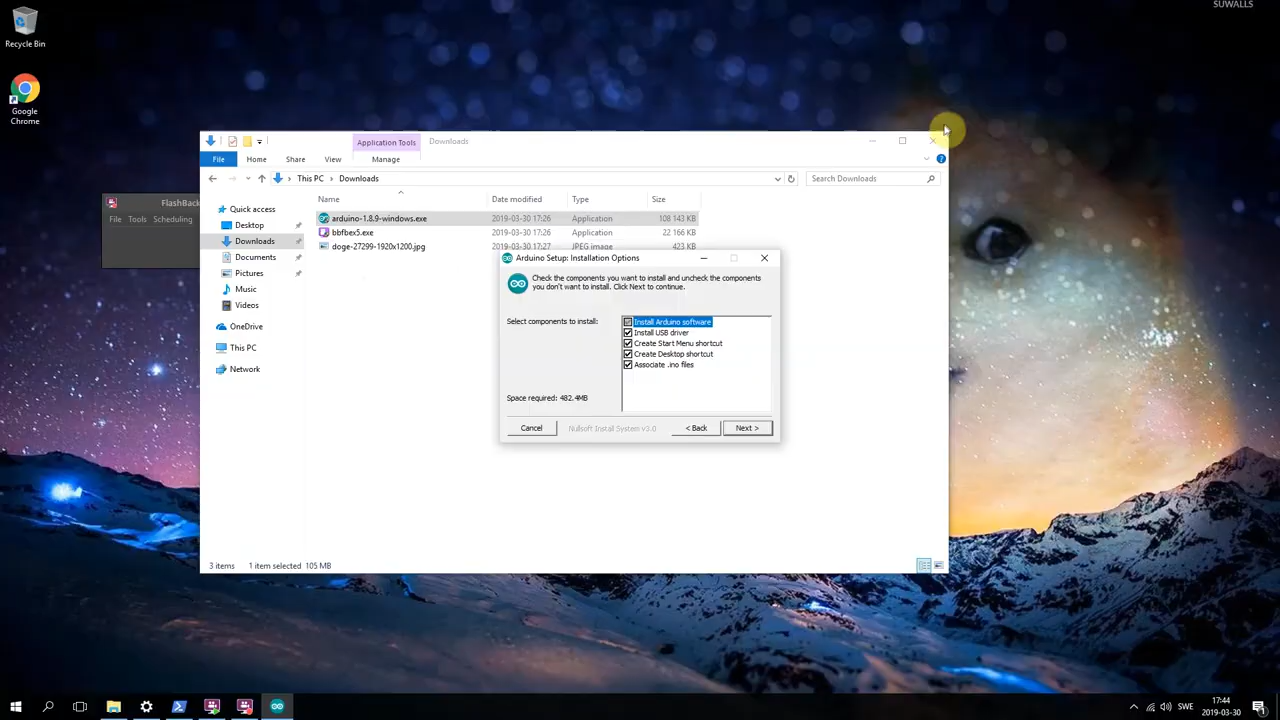 SUWALLS
Recycle Bin
Google
Chrome
Application Tools
Downloads
File
Home
Share
View
Manage
This PC
Downloads
Search Downloads
FlashBack
File Tools Scheduling
Quick access
Desktop
Downloads
Documents
Pictures
Music
Videos
OneDrive
This PC
Network
Name
Date modified
Type
Size
arduino-1.8.9-windows.exe
2019-03-30 17:26
Application
108 143 KB
bbfbex5.exe
2019-03-30 17:26
Application
22 166 KB
doge-27299-1920x1200.jpg
2019-03-30 17:27
JPEG image
423 KB
Arduino Setup: Installation Options
Check the components you want to install and uncheck the components
you don't want to install. Click Next to continue.
Select components to install:
Install Arduino software
Install USB driver
Create Start Menu shortcut
Create Desktop shortcut
Associate .ino files
Space required: 482.4MB
Cancel
Nullsoft Install System v3.0
< Back
Next >
3 items
1 item selected 105 MB
SWE
17:44
2019-03-30